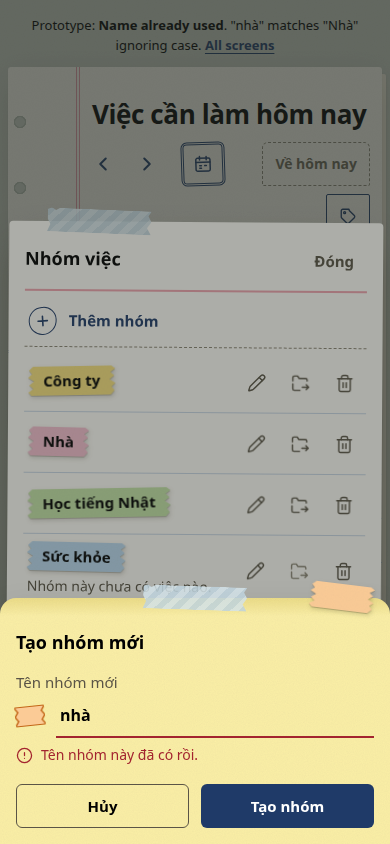 Prototype: Name already used. "nhà" matches "Nhà"
ignoring case. All screens
Việc cần làm hôm nay
Về hôm nay
Nhóm việc
Đóng
Thêm nhóm
Công ty
Nhà
Học tiếng Nhật
Sức khỏe
Nhóm này chưa có việc nào.
Tạo nhóm mới
Tên nhóm mới
nhà
Tên nhóm này đã có rồi.
Hủy
Tạo nhóm